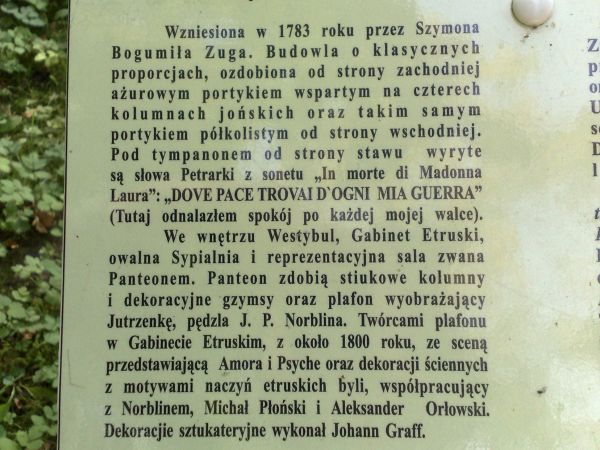 Wzniesiona w 1783 roku przez Szymona
Bogumiła Zuga. Budowla o klasycznych
proporcjach, ozdobiona od strony zachodniej
ażurowym portykiem wspartym na czterech
kolumnach jońskich oraz takim samym
portykiem półkolistym od strony wschodniej.
Pod tympanonem od strony stawu wyryte
są słowa Petrarki z sonetu „In morte di Madonna
Laura”: „DOVE PACE TROVAI D`OGNI MIA GUERRA”
(Tutaj odnalazłem spokój po każdej mojej walce).
We wnętrzu Westybul, Gabinet Etruski,
owalna Sypialnia i reprezentacyjna sala zwana
Panteonem. Panteon zdobią stiukowe kolumny
i dekoracyjne gzymsy oraz plafon wyobrażający
Jutrzenkę, pędzla J. P. Norblina. Twórcami plafonu
w Gabinecie Etruskim, z około 1800 roku, ze sceną
przedstawiającą Amora i Psyche oraz dekoracji ściennych
z motywami naczyń etruskich byli, współpracujący
z Norblinem, Michał Płoński i Aleksander Orłowski.
Dekoracjie sztukateryjne wykonał Johann Graff.